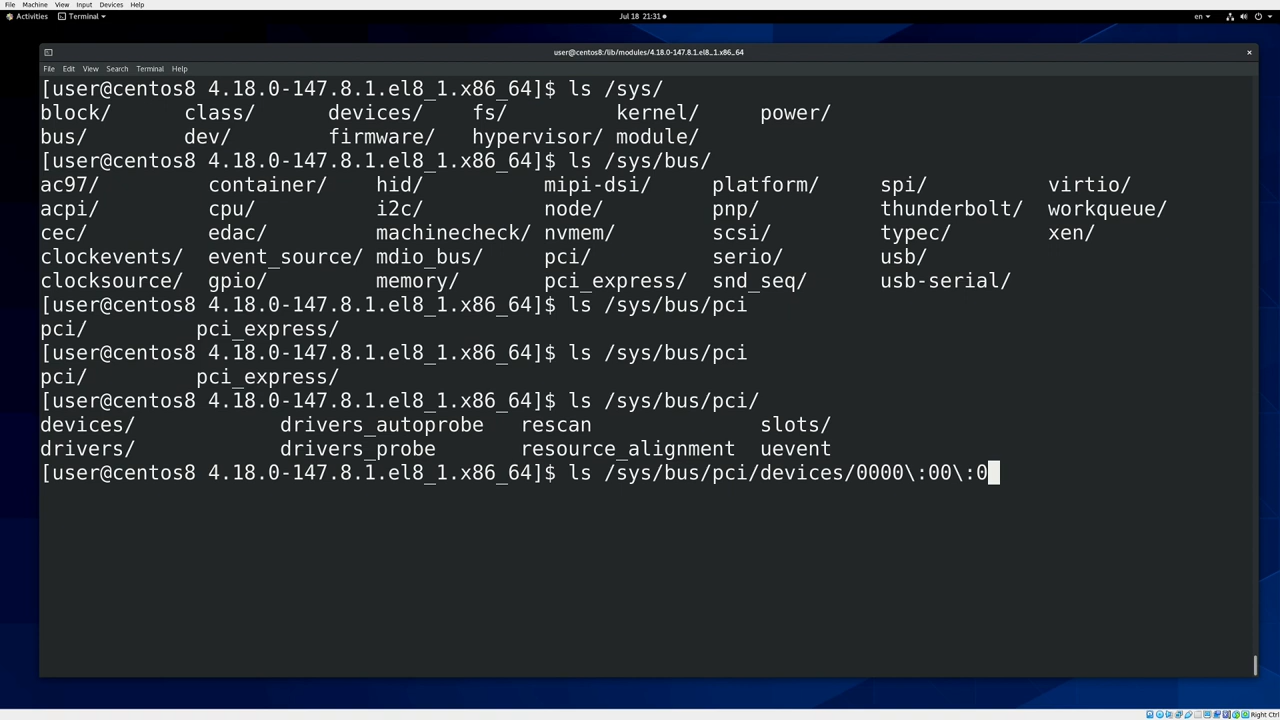 File Machine View Input Devices Help
Activities Terminal Jul 18 21:31 en
user@centos8:/lib/modules/4.18.0-147.8.1.el8_1.x86_64
File Edit View Search Terminal Help
[user@centos8 4.18.0-147.8.1.el8_1.x86_64]$ ls /sys/
block/ class/ devices/ fs/ kernel/ power/
bus/ dev/ firmware/ hypervisor/ module/
[user@centos8 4.18.0-147.8.1.el8_1.x86_64]$ ls /sys/bus/
ac97/ container/ hid/ mipi-dsi/ platform/ spi/ virtio/
acpi/ cpu/ i2c/ node/ pnp/ thunderbolt/ workqueue/
cec/ edac/ machinecheck/ nvmem/ scsi/ typec/ xen/
clockevents/ event_source/ mdio_bus/ pci/ serio/ usb/
clocksource/ gpio/ memory/ pci_express/ snd_seq/ usb-serial/
[user@centos8 4.18.0-147.8.1.el8_1.x86_64]$ ls /sys/bus/pci
pci/ pci_express/
[user@centos8 4.18.0-147.8.1.el8_1.x86_64]$ ls /sys/bus/pci
pci/ pci_express/
[user@centos8 4.18.0-147.8.1.el8_1.x86_64]$ ls /sys/bus/pci/
devices/ drivers_autoprobe rescan slots/
drivers/ drivers_probe resource_alignment uevent
[user@centos8 4.18.0-147.8.1.el8_1.x86_64]$ ls /sys/bus/pci/devices/0000\:00\:0
Right Ctrl